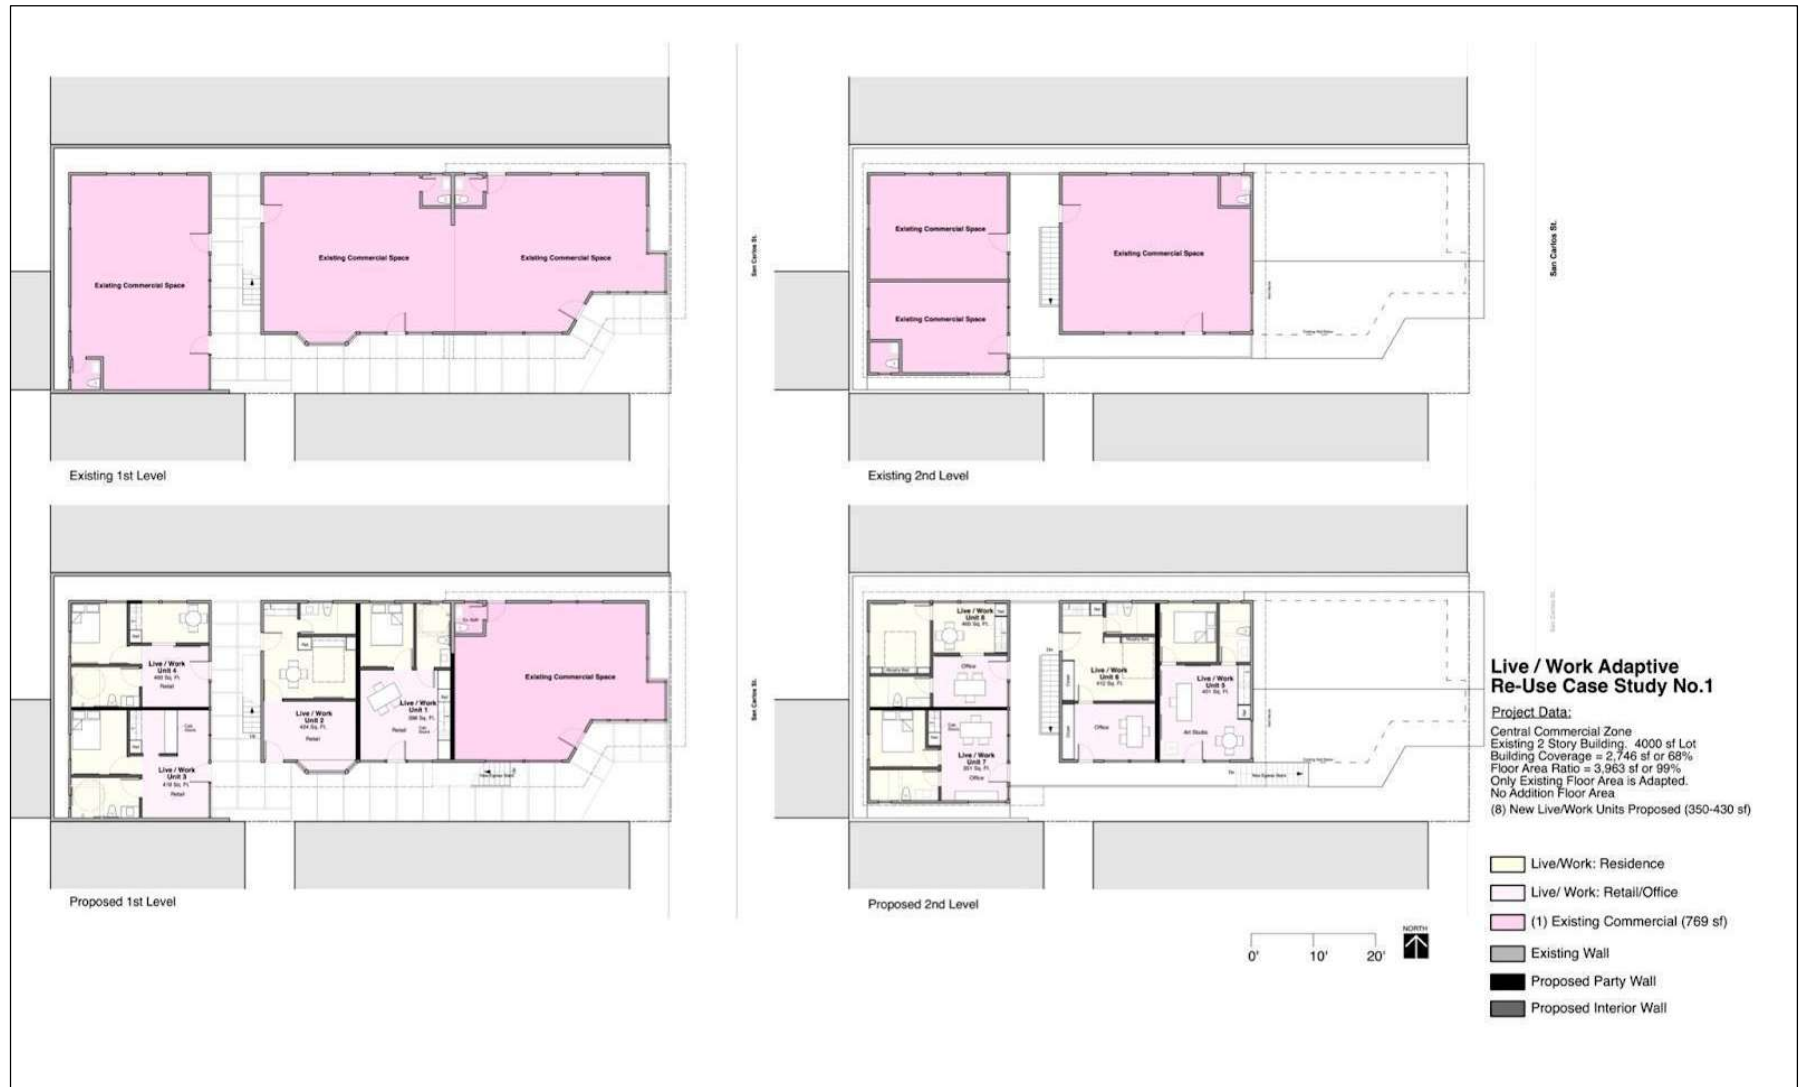 Existing Commercial Space
Existing Commercial Space
Existing Commercial Space
San Carlos St.
Existing 1st Level
Existing Commercial Space
Existing Commercial Space
Existing Commercial Space
San Carlos St.
Existing 2nd Level
Live / Work
Unit 4
Retail
Live / Work
Unit 3
Retail
Live / Work
Unit 2
Retail
Live / Work
Unit 1
Retail
Existing Commercial Space
San Carlos St.
Proposed 1st Level
Live / Work
Office
Live / Work
Unit 7
Office
Live / Work
Unit 6
Office
Live / Work
Unit 5
Art Studio
San Carlos St.
Proposed 2nd Level
Live / Work Adaptive
Re-Use Case Study No.1
Project Data:
Central Commercial Zone
Existing 2 Story Building. 4000 sf Lot
Building Coverage = 2,746 sf or 68%
Floor Area Ratio = 3,963 sf or 99%
Only Existing Floor Area is Adapted.
No Addition Floor Area
(8) New Live/Work Units Proposed (350-430 sf)
Live/Work: Residence
Live/ Work: Retail/Office
(1) Existing Commercial (769 sf)
Existing Wall
Proposed Party Wall
Proposed Interior Wall
0' 10' 20'
NORTH